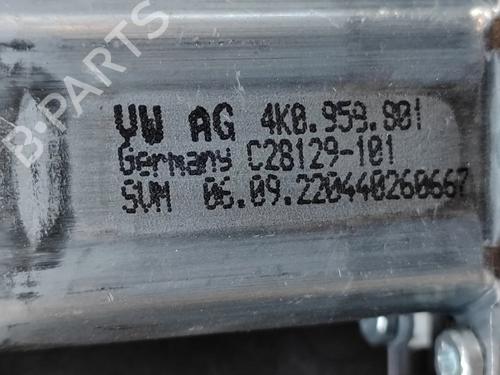 B-PARTS
VW AG 4K0.959.801
Germany C28129-101
SVM 06.09.220440260667